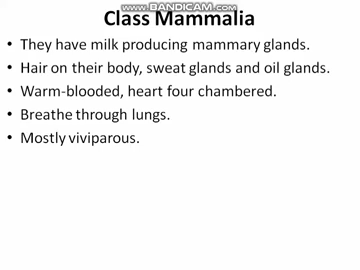 WWW.BANDICAM.COM
Class Mammalia
• They have milk producing mammary glands.
• Hair on their body, sweat glands and oil glands.
• Warm-blooded, heart four chambered.
• Breathe through lungs.
• Mostly viviparous.